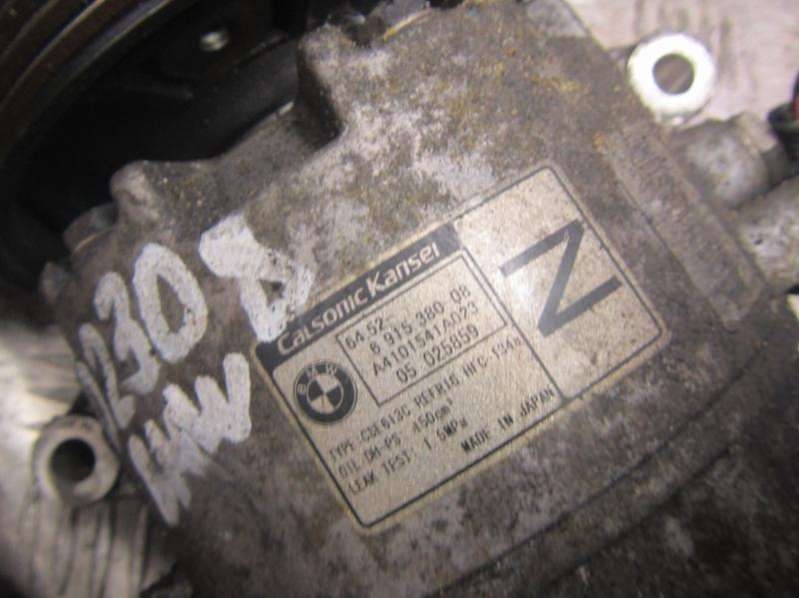 Calsonic Kansei
64 52-
6 915 380 08
A4101541A023
05 025859
BMW
TYPE:CSE613C REFRIG HFC-134a
OIL DH-PS 150cm³
LEAK TEST: 1.5MPa
MADE IN JAPAN
N
2308